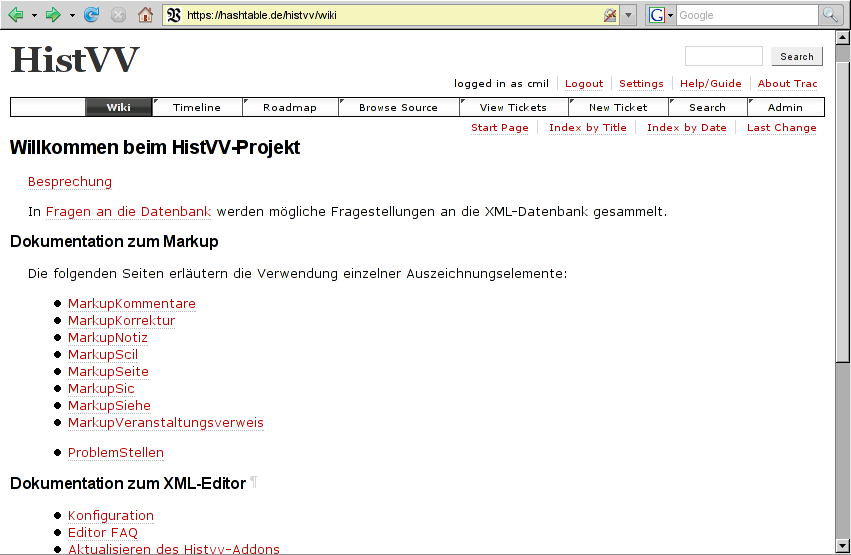 https://hashtable.de/histvv/wiki
Google
HistVV
Search
logged in as cmil Logout Settings Help/Guide About Trac
Wiki Timeline Roadmap Browse Source View Tickets New Ticket Search Admin
Start Page Index by Title Index by Date Last Change
Willkommen beim HistVV-Projekt
Besprechung
In Fragen an die Datenbank werden mögliche Fragestellungen an die XML-Datenbank gesammelt.
Dokumentation zum Markup
Die folgenden Seiten erläutern die Verwendung einzelner Auszeichnungselemente:
MarkupKommentare
MarkupKorrektur
MarkupNotiz
MarkupScil
MarkupSeite
MarkupSic
MarkupSiehe
MarkupVeranstaltungsverweis
ProblemStellen
Dokumentation zum XML-Editor ¶
Konfiguration
Editor FAQ
Aktualisieren des Histvv-Addons